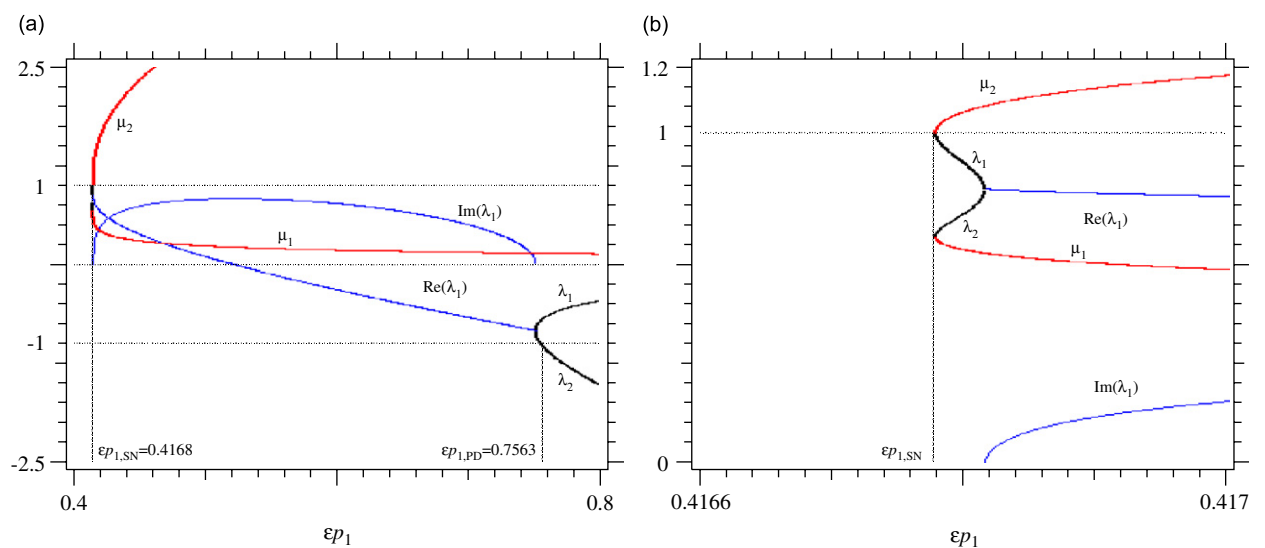 (a)
2.5
μ₂
1
Im(λ₁)
μ₁
Re(λ₁)
λ₁
-1
λ₂
εp₁,SN=0.4168
εp₁,PD=0.7563
-2.5
0.4
0.8
εp₁
(b)
1.2
μ₂
1
λ₁
Re(λ₁)
λ₂
μ₁
Im(λ₁)
εp₁,SN
0
0.4166
0.417
εp₁